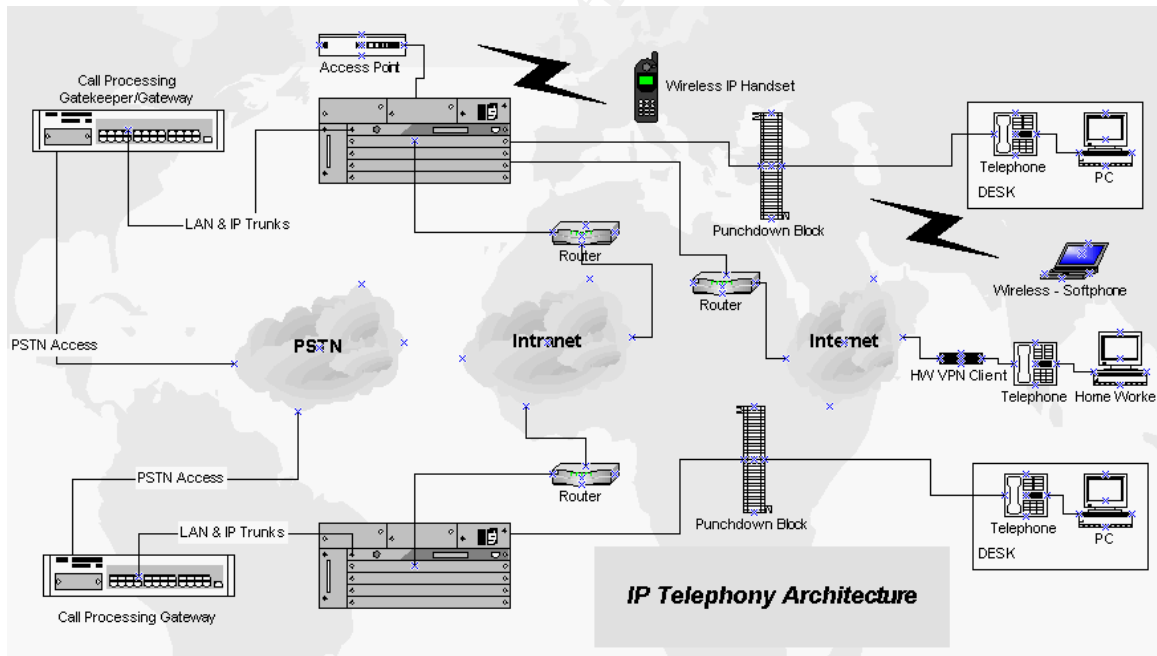 Access Point
Call Processing
Gatekeeper/Gateway
Wireless IP Handset
Telephone
PC
DESK
LAN & IP Trunks
Punchdown Block
Router
Router
Wireless - Softphone
PSTN Access
PSTN
Intranet
Internet
HW VPN Client
Telephone
Home Worke
PSTN Access
Router
LAN & IP Trunks
Punchdown Block
Telephone
PC
DESK
IP Telephony Architecture
Call Processing Gateway